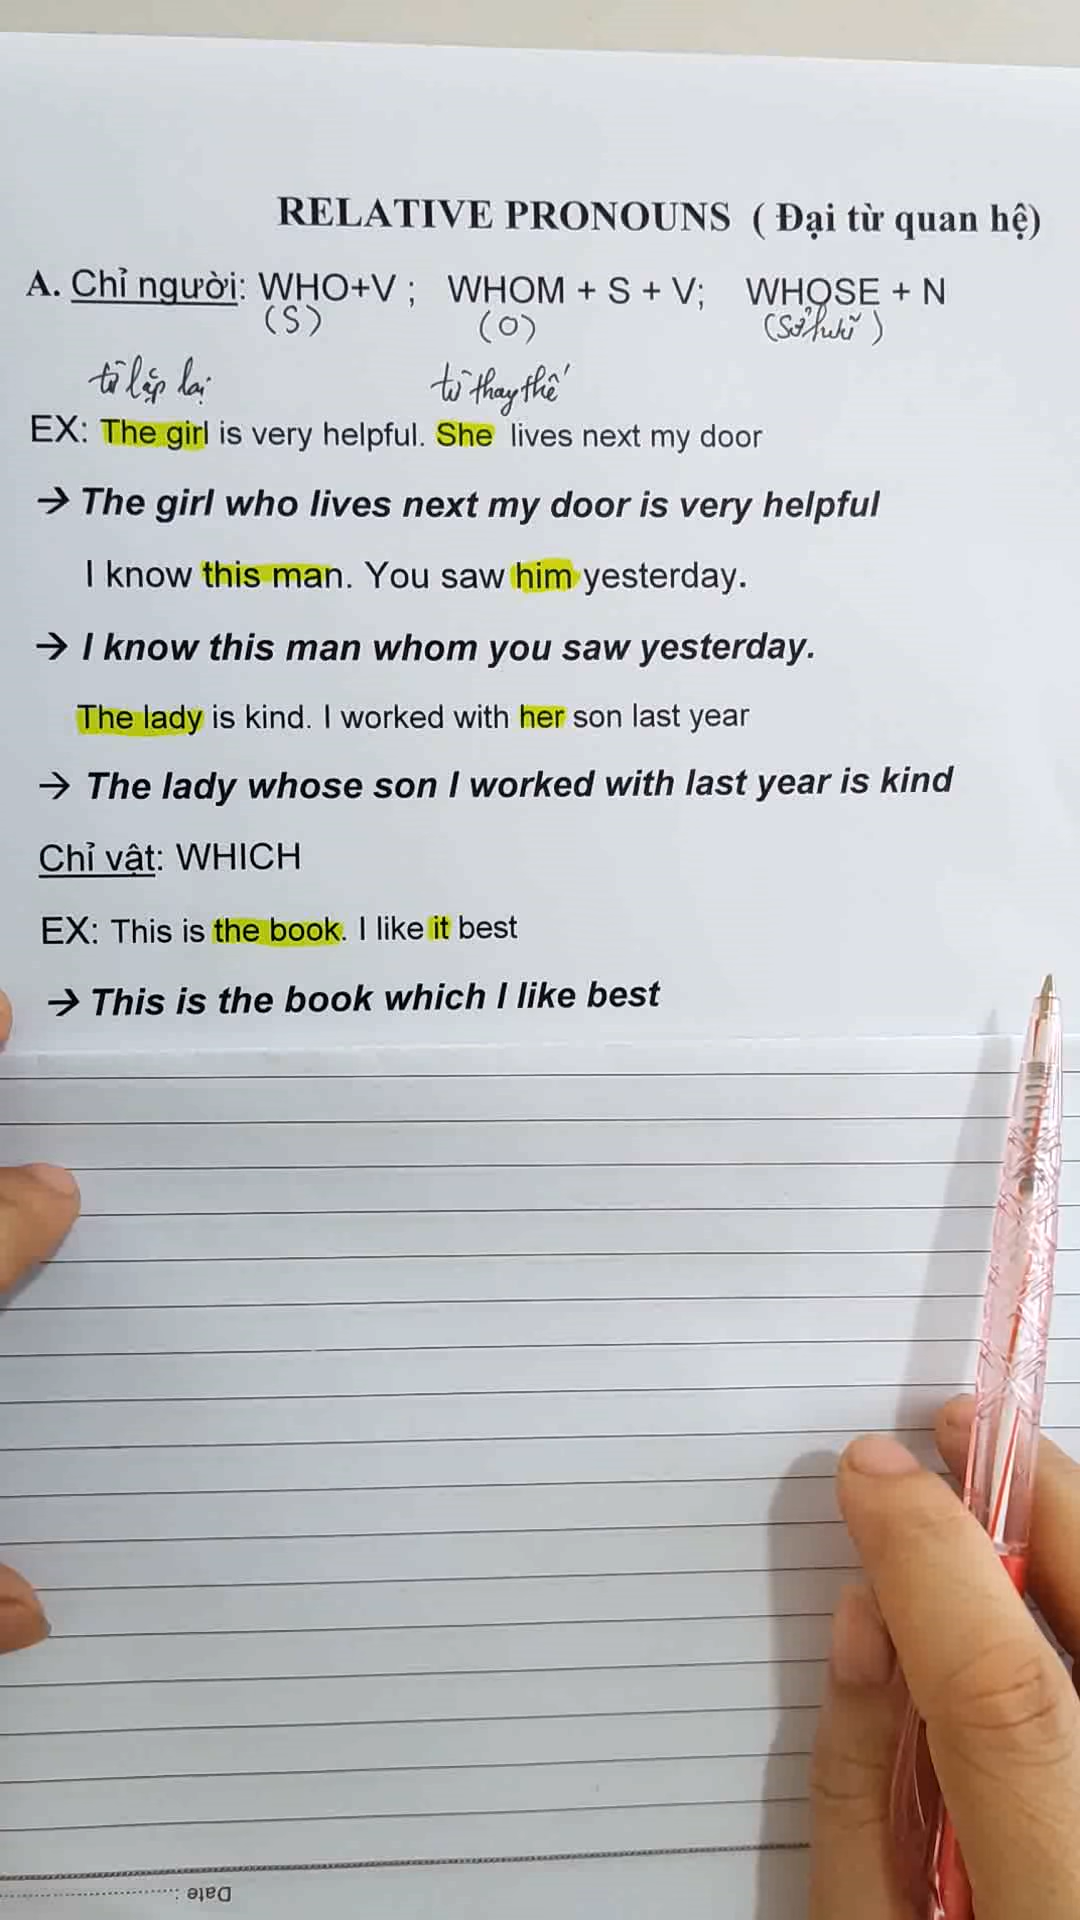 RELATIVE PRONOUNS ( Đại từ quan hệ)
A. Chỉ người: WHO+V ; WHOM + S + V; WHOSE + N
(S) (O) (Sở hữu)
từ lặp lại từ thay thế
EX: The girl is very helpful. She lives next my door
→ The girl who lives next my door is very helpful
I know this man. You saw him yesterday.
→ I know this man whom you saw yesterday.
The lady is kind. I worked with her son last year
→ The lady whose son I worked with last year is kind
Chỉ vật: WHICH
EX: This is the book. I like it best
→ This is the book which I like best
Date :